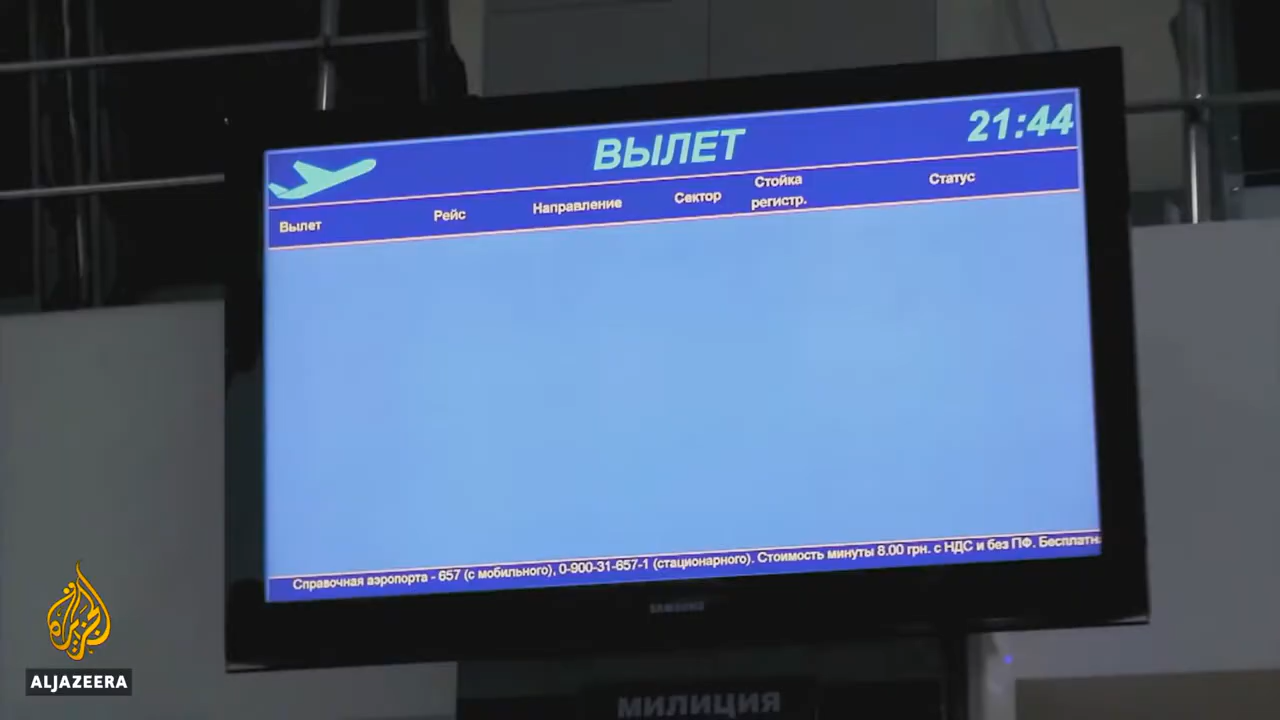 ВЫЛЕТ
21:44
Вылет
Рейс
Направление
Сектор
Стойка
регистр.
Статус
Справочная аэропорта - 657 (с мобильного), 0-900-31-657-1 (стационарного). Стоимость минуты 8.00 грн. с НДС и без ПФ. Бесплатн
SAMSUNG
ALJAZEERA
МИЛИЦИЯ